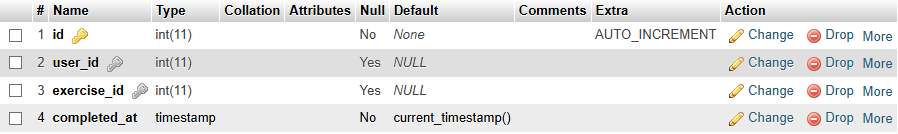 # Name Type Collation Attributes Null Default Comments Extra Action
1 id int(11) No None AUTO_INCREMENT Change Drop More
2 user_id int(11) Yes NULL Change Drop More
3 exercise_id int(11) Yes NULL Change Drop More
4 completed_at timestamp No current_timestamp() Change Drop More